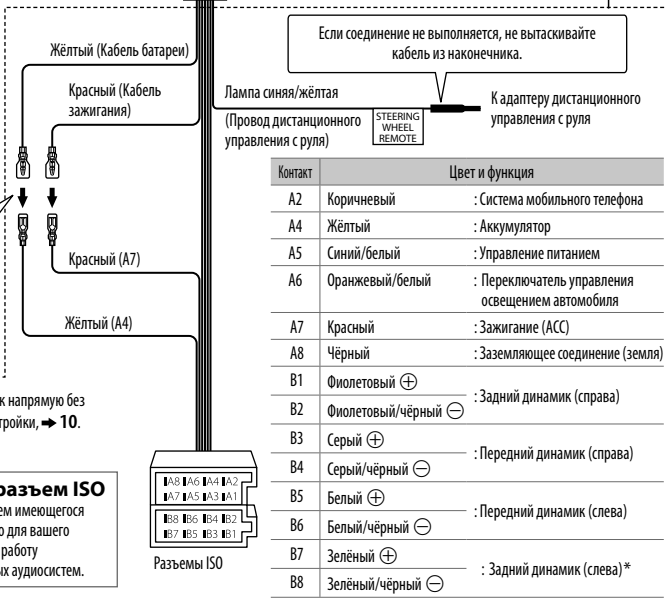 Если соединение не выполняется, не вытаскивайте
кабель из наконечника.
Жёлтый (Кабель батареи)
Красный (Кабель
зажигания)
Лампа синяя/жёлтая
(Провод дистанционного
управления с руля)
STEERING
WHEEL
REMOTE
К адаптеру дистанционного
управления с руля
Красный (A7)
Жёлтый (A4)
к напрямую без
тройки, ➡ 10.
разъем ISO
ем имеющегося
о для вашего
работу
ых аудиосистем.
A8 A6 A4 A2
A7 A5 A3 A1
B8 B6 B4 B2
B7 B5 B3 B1
Разъемы ISO
Контакт Цвет и функция
A2 Коричневый : Система мобильного телефона
A4 Жёлтый : Аккумулятор
A5 Синий/белый : Управление питанием
A6 Оранжевый/белый : Переключатель управления
освещением автомобиля
A7 Красный : Зажигание (ACC)
A8 Чёрный : Заземляющее соединение (земля)
B1 Фиолетовый ⊕ : Задний динамик (справа)
B2 Фиолетовый/чёрный ⊖
B3 Серый ⊕ : Передний динамик (справа)
B4 Серый/чёрный ⊖
B5 Белый ⊕ : Передний динамик (слева)
B6 Белый/чёрный ⊖
B7 Зелёный ⊕ : Задний динамик (слева)*
B8 Зелёный/чёрный ⊖